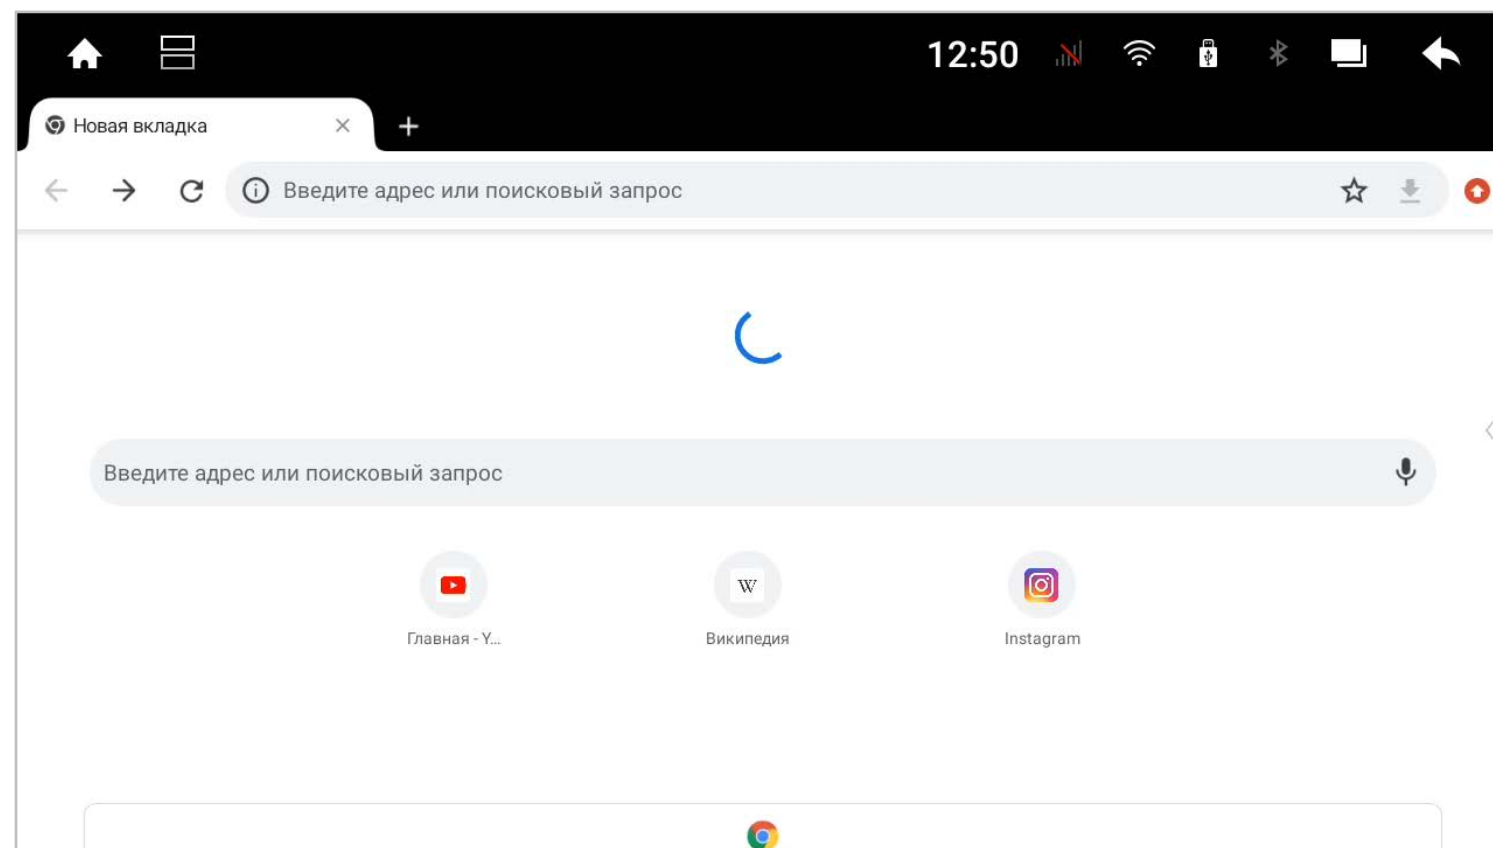 12:50
Новая вкладка
Введите адрес или поисковый запрос
Введите адрес или поисковый запрос
W
Главная - Y...
Википедия
Instagram